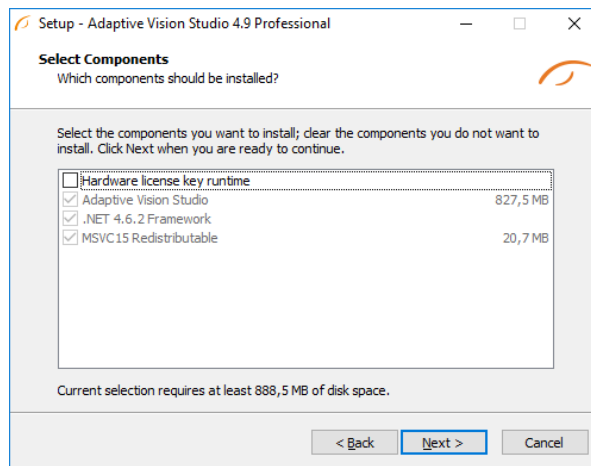 Setup - Adaptive Vision Studio 4.9 Professional
Select Components
Which components should be installed?
Select the components you want to install; clear the components you do not want to
install. Click Next when you are ready to continue.
Hardware license key runtime
Adaptive Vision Studio 827,5 MB
.NET 4.6.2 Framework
MSVC15 Redistributable 20,7 MB
Current selection requires at least 888,5 MB of disk space.
< Back Next > Cancel